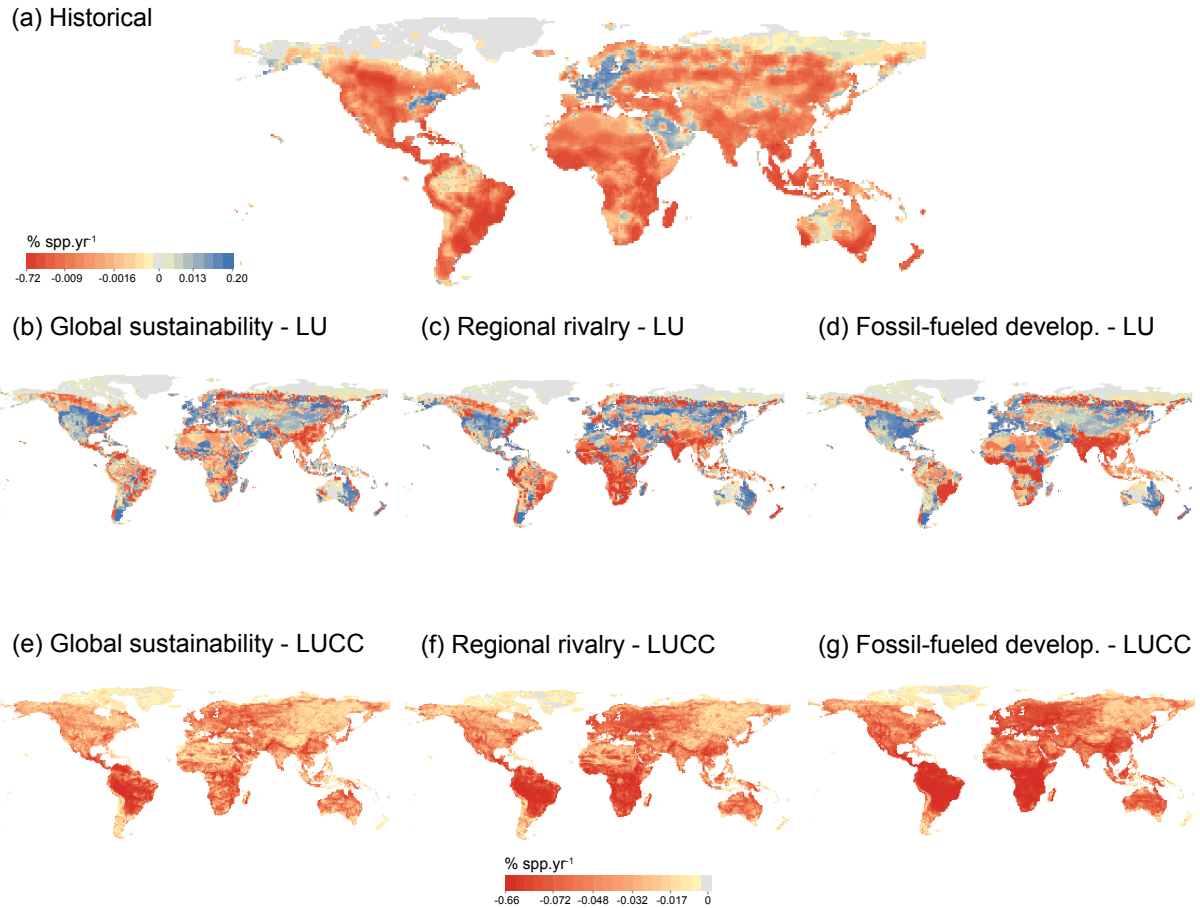 (a) Historical
% spp.yr-1
-0.72 -0.009 -0.0016 0 0.013 0.20
(b) Global sustainability - LU
(c) Regional rivalry - LU
(d) Fossil-fueled develop. - LU
(e) Global sustainability - LUCC
(f) Regional rivalry - LUCC
(g) Fossil-fueled develop. - LUCC
% spp.yr-1
-0.66 -0.072 -0.048 -0.032 -0.017 0